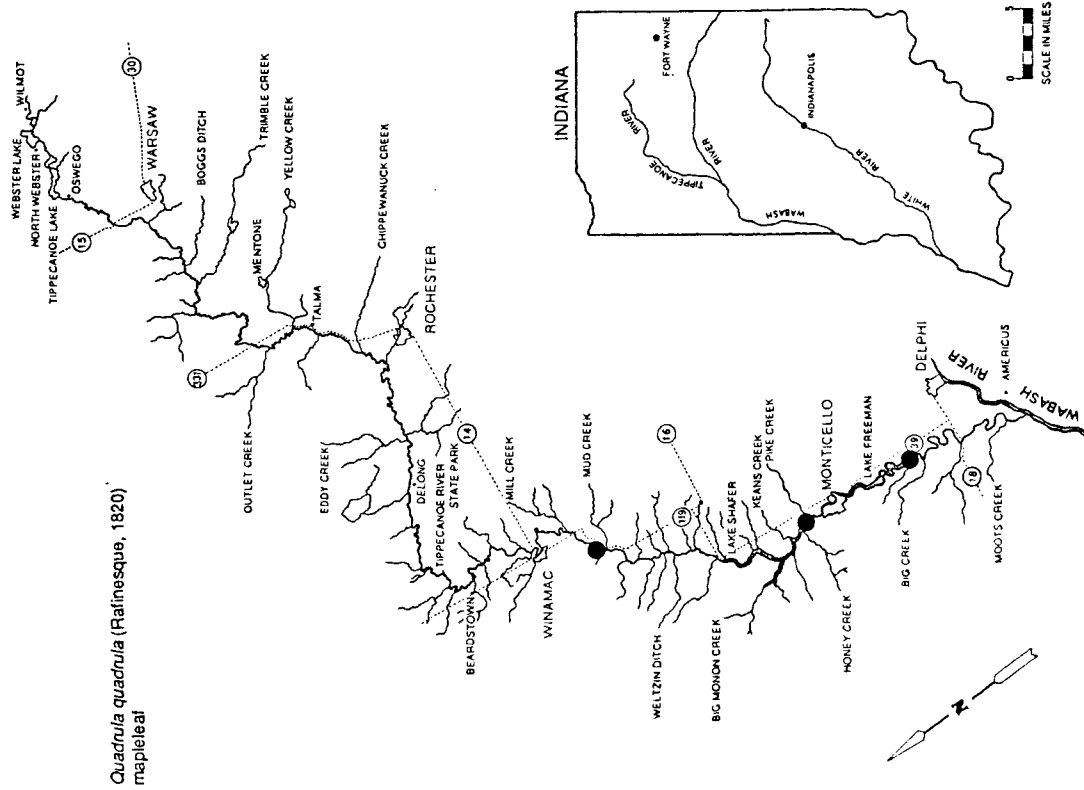 Quadrula quadrula (Rafinesque, 1820)
mapleleaf
WEBSTER LAKE
WILMOT
NORTH WEBSTER
TIPPECANOE LAKE
OSWEGO
30
15
WARSAW
BOGGS DITCH
TRIMBLE CREEK
MENTONE
YELLOW CREEK
331
TALMA
OUTLET CREEK
CHIPPEWANUCK CREEK
ROCHESTER
EDDY CREEK
DELONG
TIPPECANOE RIVER
STATE PARK
14
MILL CREEK
BEARDSTOWN
WINAMAC
MUD CREEK
16
119
WELTZIN DITCH
LAKE SHAFER
BIG MONON CREEK
KEANS CREEK
PIKE CREEK
MONTICELLO
HONEY CREEK
LAKE FREEMAN
39
BIG CREEK
DELPHI
18
MOOTS CREEK
AMERICUS
WABASH
RIVER
N
INDIANA
FORT WAYNE
TIPPECANOE
RIVER
WABASH
RIVER
INDIANAPOLIS
WHITE
RIVER
0 5
SCALE IN MILES